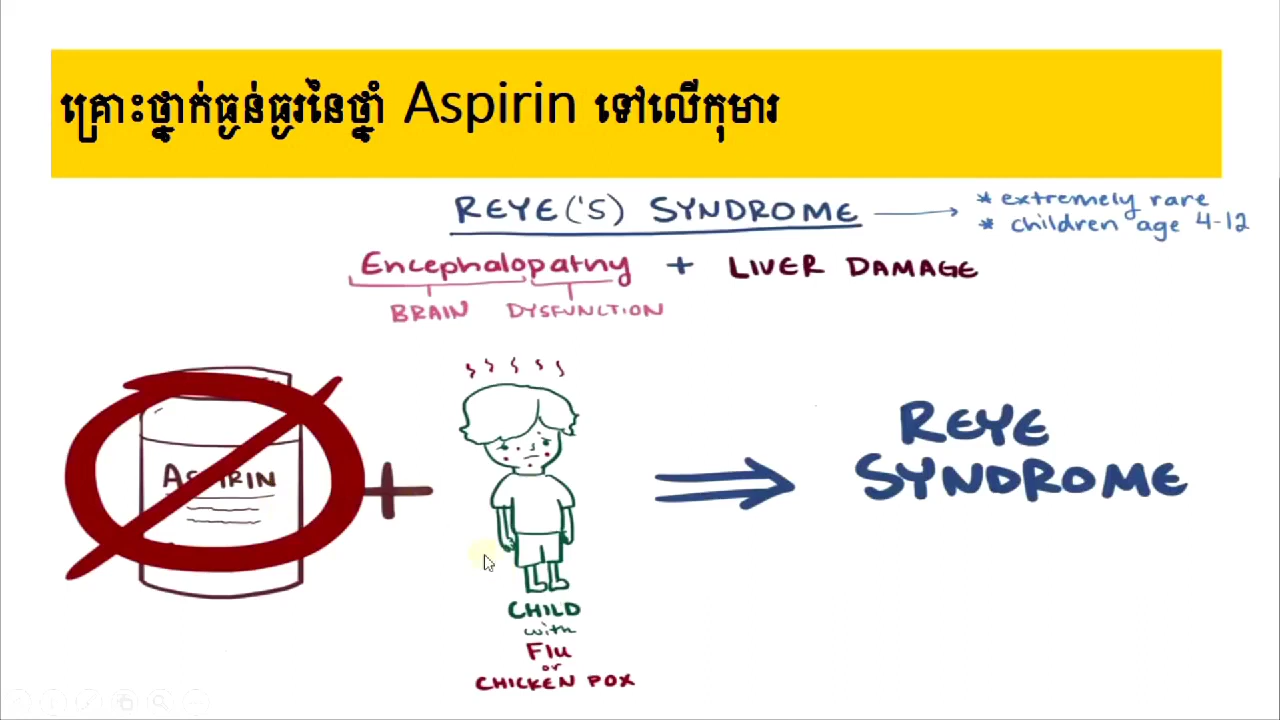 គ្រោះថ្នាក់ធ្ងន់ធ្ងរនៃថ្នាំ Aspirin ទៅលើកុមារ
REYE('S) SYNDROME
* extremely rare
* children age 4-12
Encephalopathy + LIVER DAMAGE
BRAIN DYSFUNCTION
ASPIRIN
+
REYE
SYNDROME
CHILD
with
Flu
or
CHICKEN POX